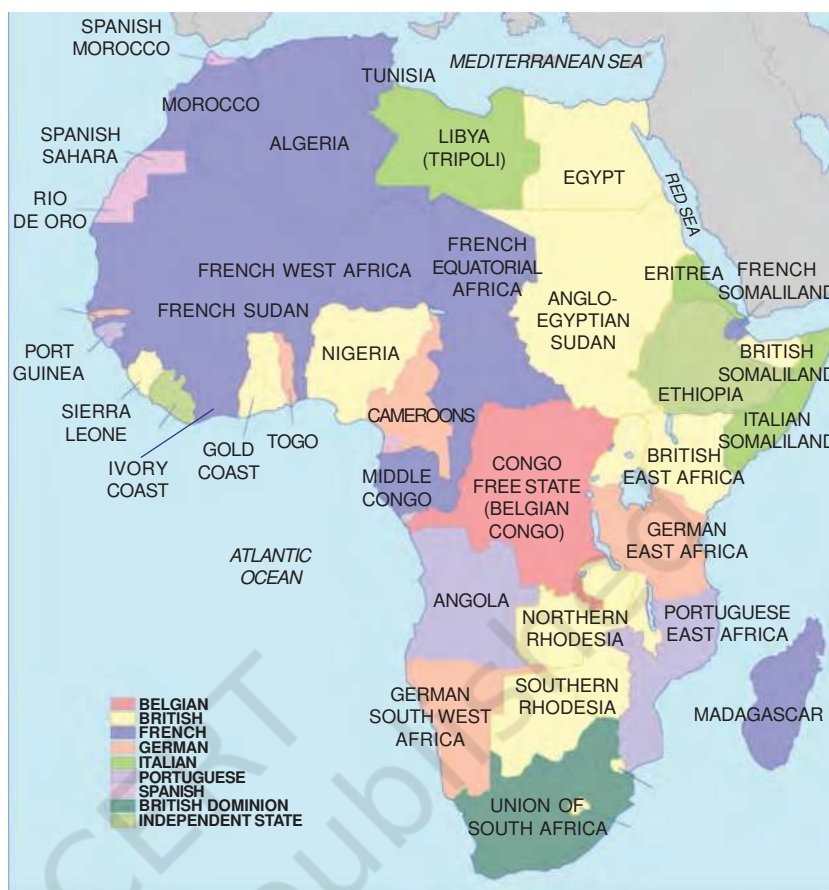 SPANISH
MOROCCO
MEDITERRANEAN SEA
TUNISIA
MOROCCO
ALGERIA
LIBYA
(TRIPOLI)
SPANISH
SAHARA
EGYPT
RIO
DE ORO
RED SEA
FRENCH WEST AFRICA
FRENCH
EQUATORIAL
AFRICA
ERITREA
FRENCH
SOMALILAND
FRENCH SUDAN
ANGLO-
EGYPTIAN
SUDAN
PORT
GUINEA
NIGERIA
BRITISH
SOMALILAND
ETHIOPIA
SIERRA
LEONE
CAMEROONS
ITALIAN
SOMALILAND
IVORY
COAST
GOLD
COAST
TOGO
MIDDLE
CONGO
CONGO
FREE STATE
(BELGIAN
CONGO)
BRITISH
EAST AFRICA
GERMAN
EAST AFRICA
ATLANTIC
OCEAN
ANGOLA
NORTHERN
RHODESIA
PORTUGUESE
EAST AFRICA
GERMAN
SOUTH WEST
AFRICA
SOUTHERN
RHODESIA
MADAGASCAR
UNION OF
SOUTH AFRICA
BELGIAN
BRITISH
FRENCH
GERMAN
ITALIAN
PORTUGUESE
SPANISH
BRITISH DOMINION
INDEPENDENT STATE